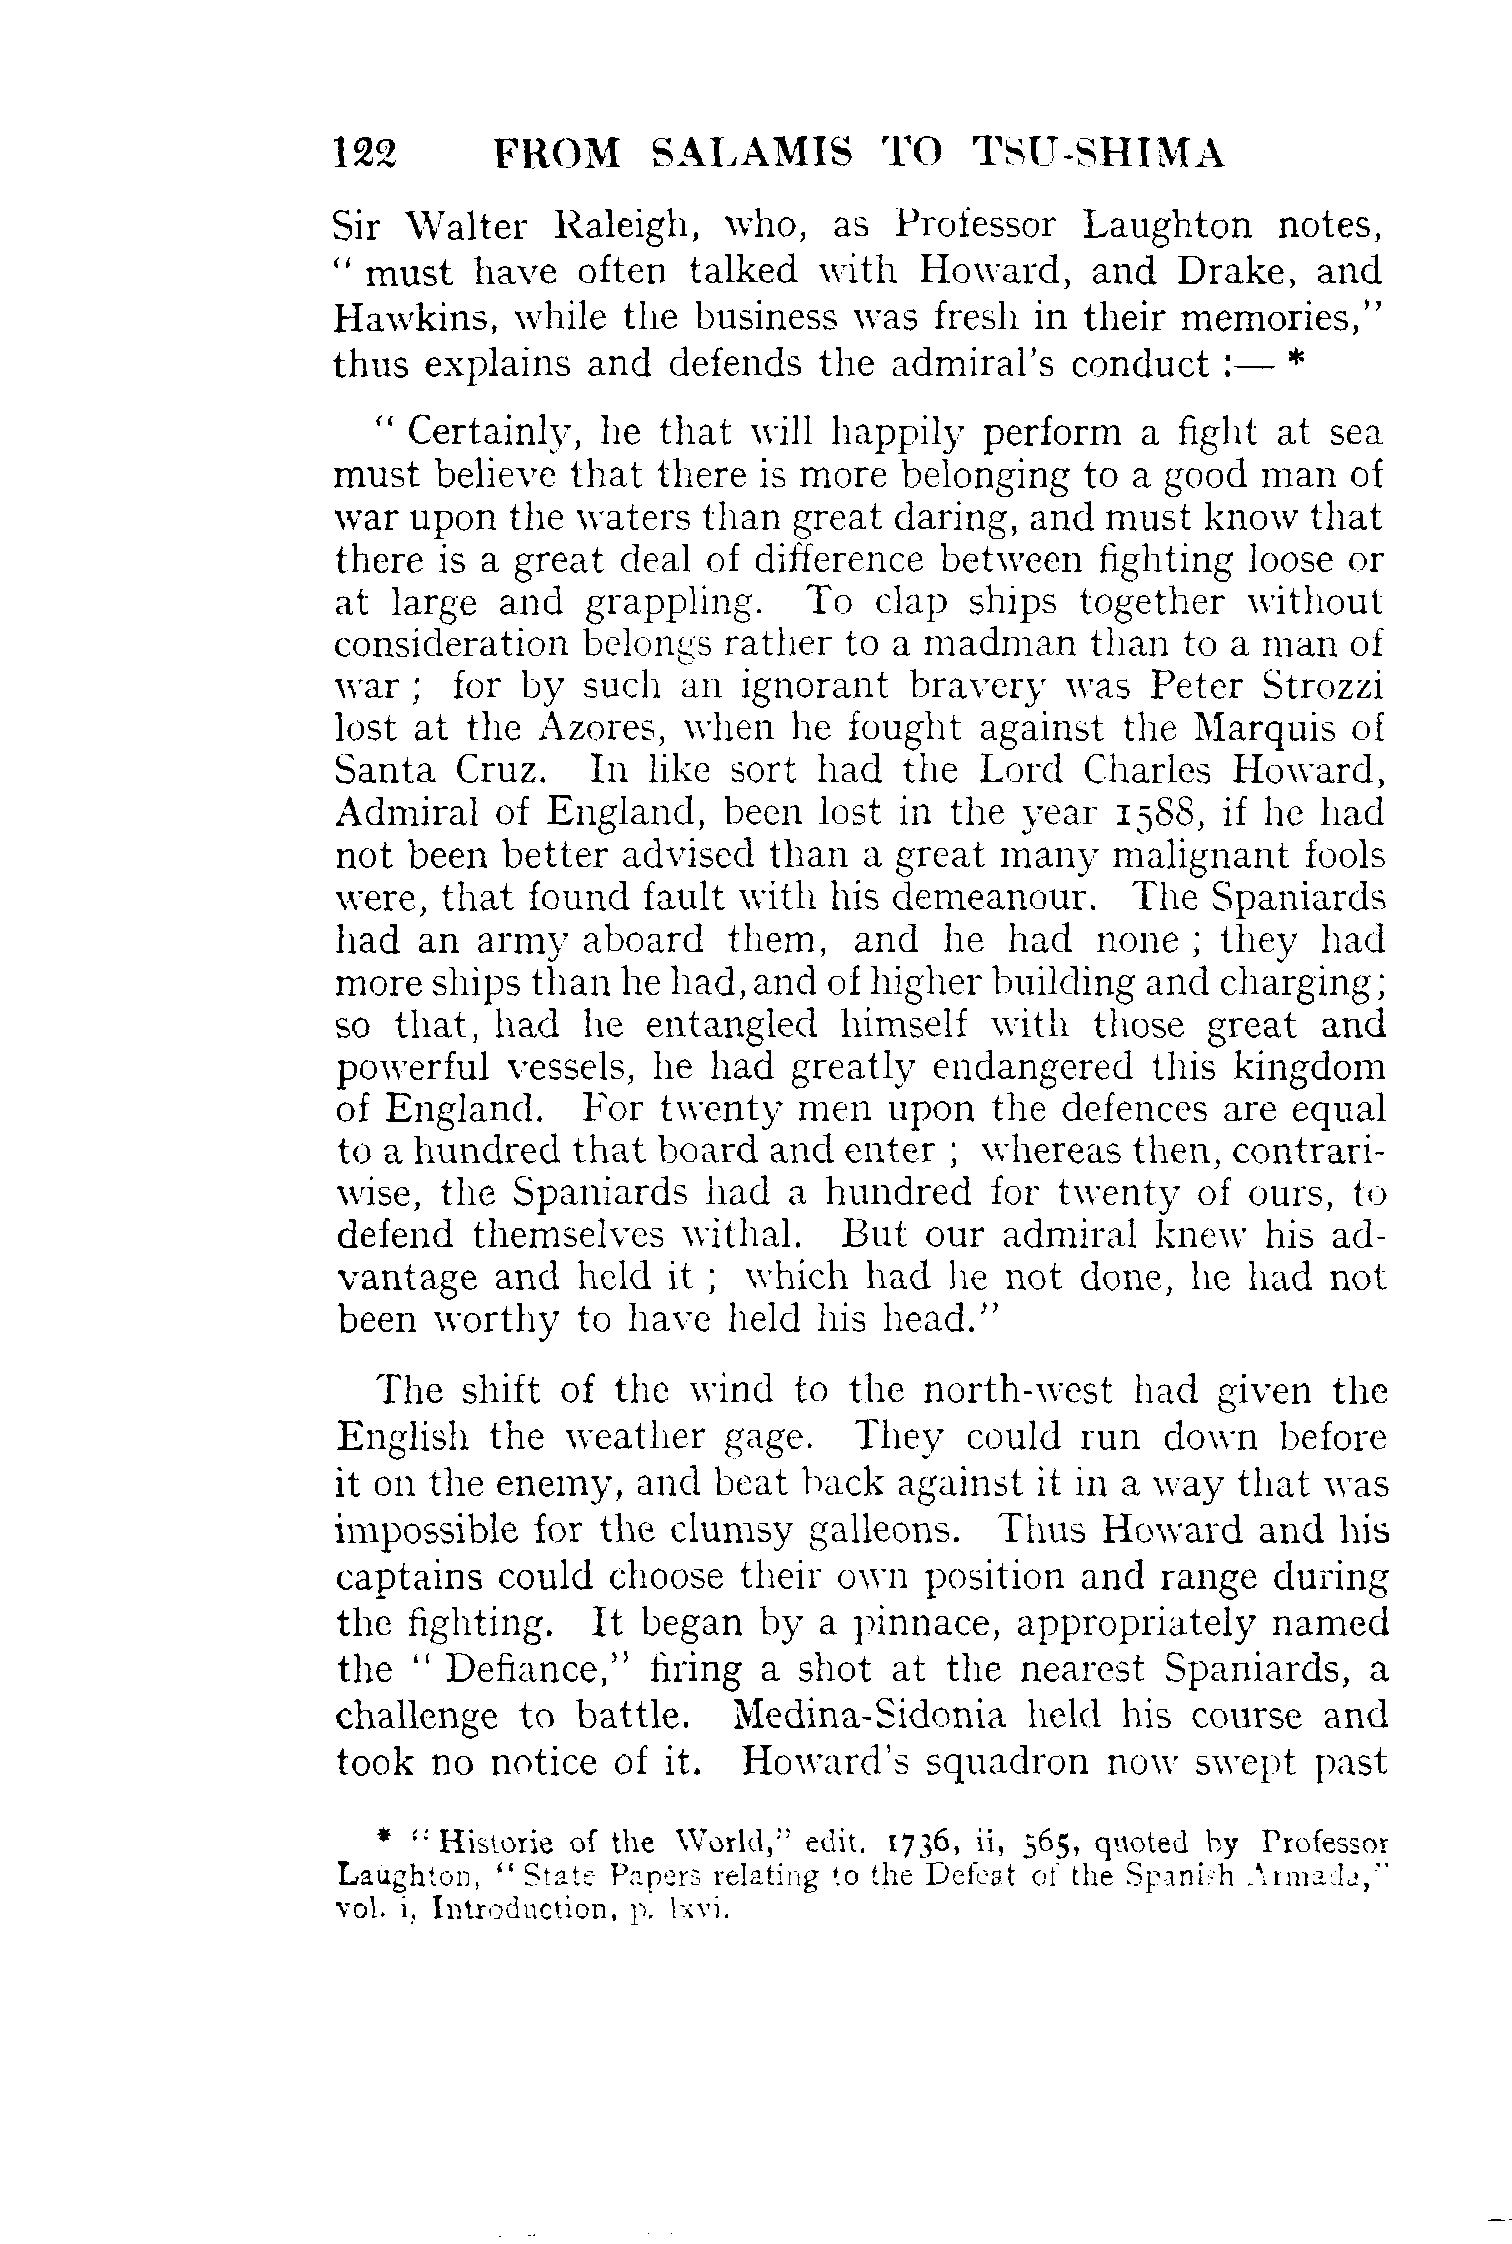 122 FROM SALAMIS TO TSU-SHIMA
Sir Walter Raleigh, who, as Professor Laughton notes,
" must have often talked with Howard, and Drake, and
Hawkins, while the business was fresh in their memories,"
thus explains and defends the admiral's conduct :— *
" Certainly, he that will happily perform a fight at sea
must believe that there is more belonging to a good man of
war upon the waters than great daring, and must know that
there is a great deal of difference between fighting loose or
at large and grappling. To clap ships together without
consideration belongs rather to a madman than to a man of
war ; for by such an ignorant bravery was Peter Strozzi
lost at the Azores, when he fought against the Marquis of
Santa Cruz. In like sort had the Lord Charles Howard,
Admiral of England, been lost in the year 1588, if he had
not been better advised than a great many malignant fools
were, that found fault with his demeanour. The Spaniards
had an army aboard them, and he had none ; they had
more ships than he had, and of higher building and charging;
so that, had he entangled himself with those great and
powerful vessels, he had greatly endangered this kingdom
of England. For twenty men upon the defences are equal
to a hundred that board and enter ; whereas then, contrari-
wise, the Spaniards had a hundred for twenty of ours, to
defend themselves withal. But our admiral knew his ad-
vantage and held it ; which had he not done, he had not
been worthy to have held his head."
The shift of the wind to the north-west had given the
English the weather gage. They could run down before
it on the enemy, and beat back against it in a way that was
impossible for the clumsy galleons. Thus Howard and his
captains could choose their own position and range during
the fighting. It began by a pinnace, appropriately named
the " Defiance," firing a shot at the nearest Spaniards, a
challenge to battle. Medina-Sidonia held his course and
took no notice of it. Howard's squadron now swept past
* " Historie of the World," edit. 1736, ii, 565, quoted by Professor
Laughton, " State Papers relating to the Defeat of the Spanish Armada,"
vol. i, Introduction, p. lxvi.